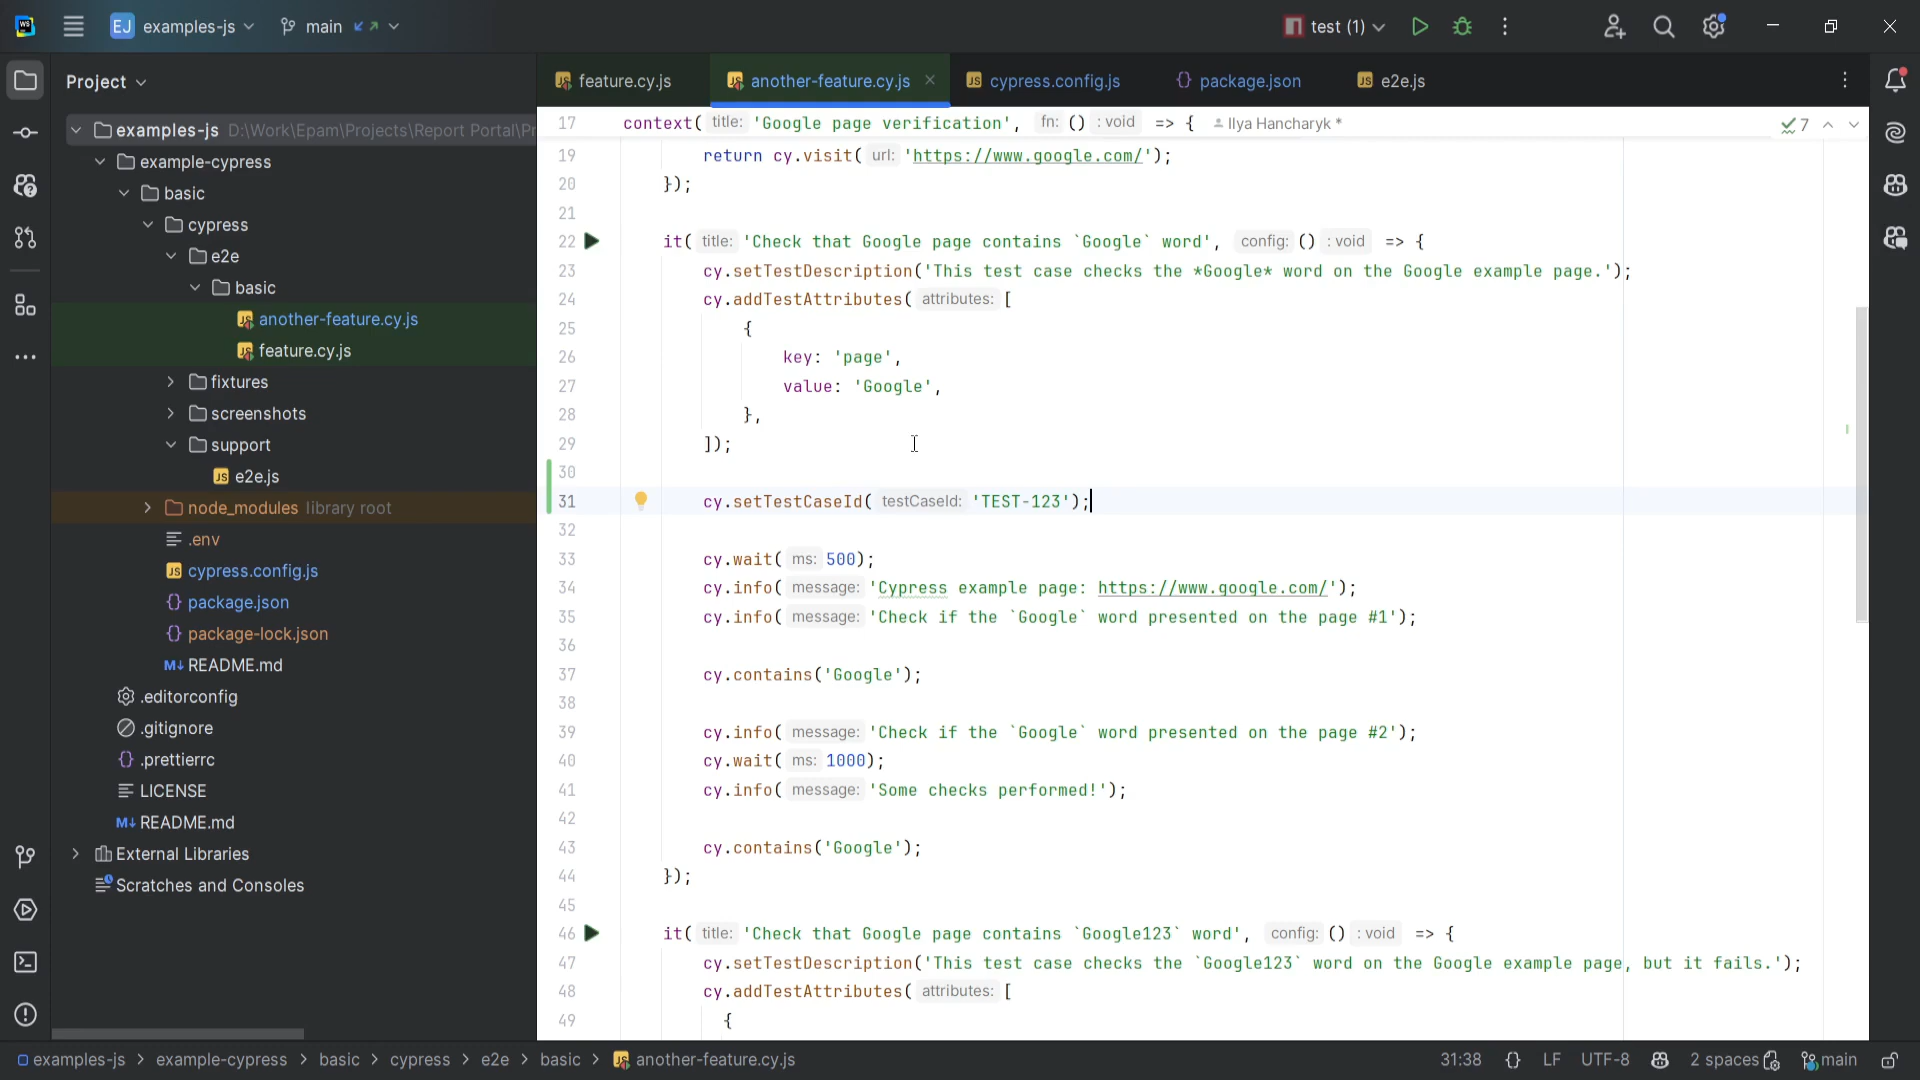 WS
EJ examples-js
main
test (1)
Project
examples-js D:\Work\Epam\Projects\Report Portal\Pr
example-cypress
basic
cypress
e2e
basic
another-feature.cy.js
feature.cy.js
fixtures
screenshots
support
JS e2e.js
node_modules library root
.env
JS cypress.config.js
{} package.json
{} package-lock.json
M↓ README.md
.editorconfig
.gitignore
{} .prettierrc
LICENSE
M↓ README.md
External Libraries
Scratches and Consoles
feature.cy.js
another-feature.cy.js
JS cypress.config.js
{} package.json
JS e2e.js
17 context( title: 'Google page verification', fn: () : void => { Ilya Hancharyk *
7
19 return cy.visit( url: 'https://www.google.com/');
20 });
21
22 it( title: 'Check that Google page contains `Google` word', config: () : void => {
23 cy.setTestDescription('This test case checks the *Google* word on the Google example page.');
24 cy.addTestAttributes( attributes: [
25 {
26 key: 'page',
27 value: 'Google',
28 },
29 ]);
30
31 cy.setTestCaseId( testCaseId: 'TEST-123');
32
33 cy.wait( ms: 500);
34 cy.info( message: 'Cypress example page: https://www.google.com/');
35 cy.info( message: 'Check if the `Google` word presented on the page #1');
36
37 cy.contains('Google');
38
39 cy.info( message: 'Check if the `Google` word presented on the page #2');
40 cy.wait( ms: 1000);
41 cy.info( message: 'Some checks performed!');
42
43 cy.contains('Google');
44 });
45
46 it( title: 'Check that Google page contains `Google123` word', config: () : void => {
47 cy.setTestDescription('This test case checks the `Google123` word on the Google example page, but it fails.');
48 cy.addTestAttributes( attributes: [
49 {
examples-js > example-cypress > basic > cypress > e2e > basic > another-feature.cy.js
31:38 {} LF UTF-8 2 spaces main